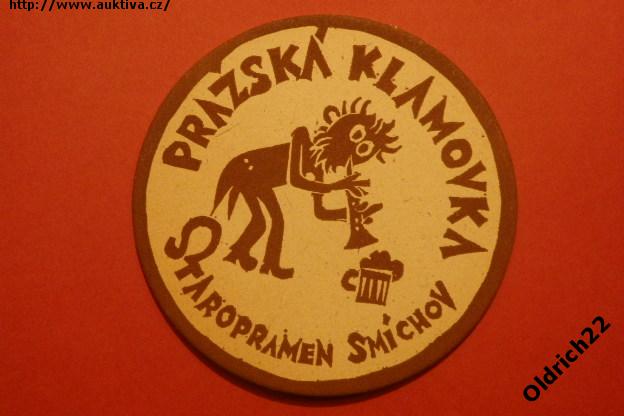 http://www.auktiva.cz/
PRAŽSKÁ KLAMOVKA
STAROPRAMEN SMÍCHOV
Oldrich22